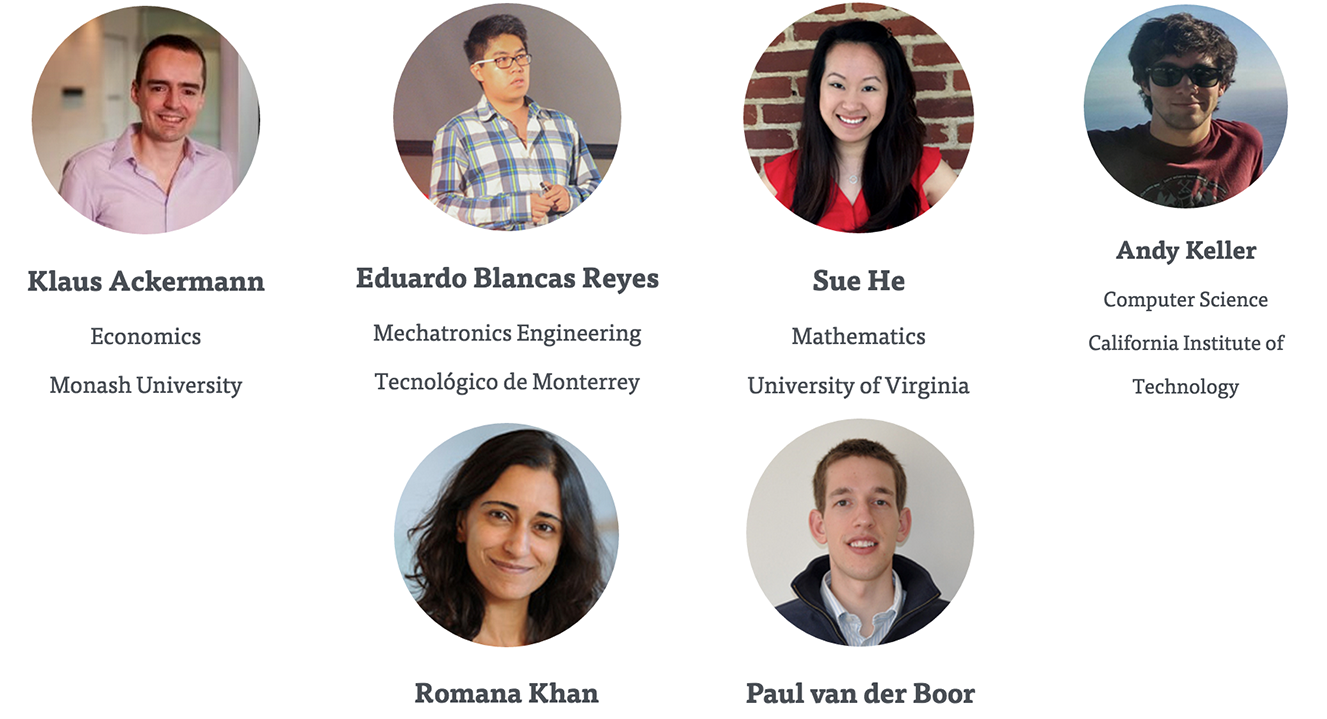 Klaus Ackermann
Economics
Monash University
Eduardo Blancas Reyes
Mechatronics Engineering
Tecnológico de Monterrey
Sue He
Mathematics
University of Virginia
Andy Keller
Computer Science
California Institute of
Technology
Romana Khan
Paul van der Boor